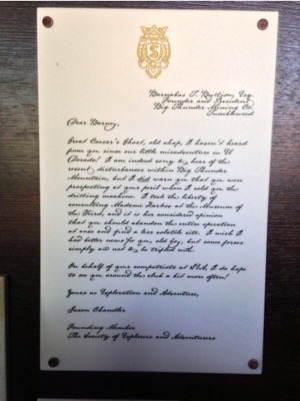 S
Barnabas T. Bullion, Esq.
Founder and President
Big Thunder Mining Co.
Tumbleweed
Dear Barney,
Great Caesar's Ghost, old chap, I haven't heard
from you since our little misadventure in El
Dorado! I am indeed sorry to hear of the
recent disturbances within Big Thunder
Mountain, but I did warn you that you were
prospecting at your peril when I sold you the
drilling machine. I took the liberty of
consulting Madame Zarkov at the Museum of
the Weird, and it is her considered opinion
that you should abandon the entire operation
at once and find a less volatile site. I wish I
had better news for you, old boy, but some forces
simply are not to be trifled with.
On behalf of your compatriots at SEA, I do hope
to see you around the club a bit more often!
Yours in Exploration and Adventure,
Jason Chandler
Founding Member
The Society of Explorers and Adventurers